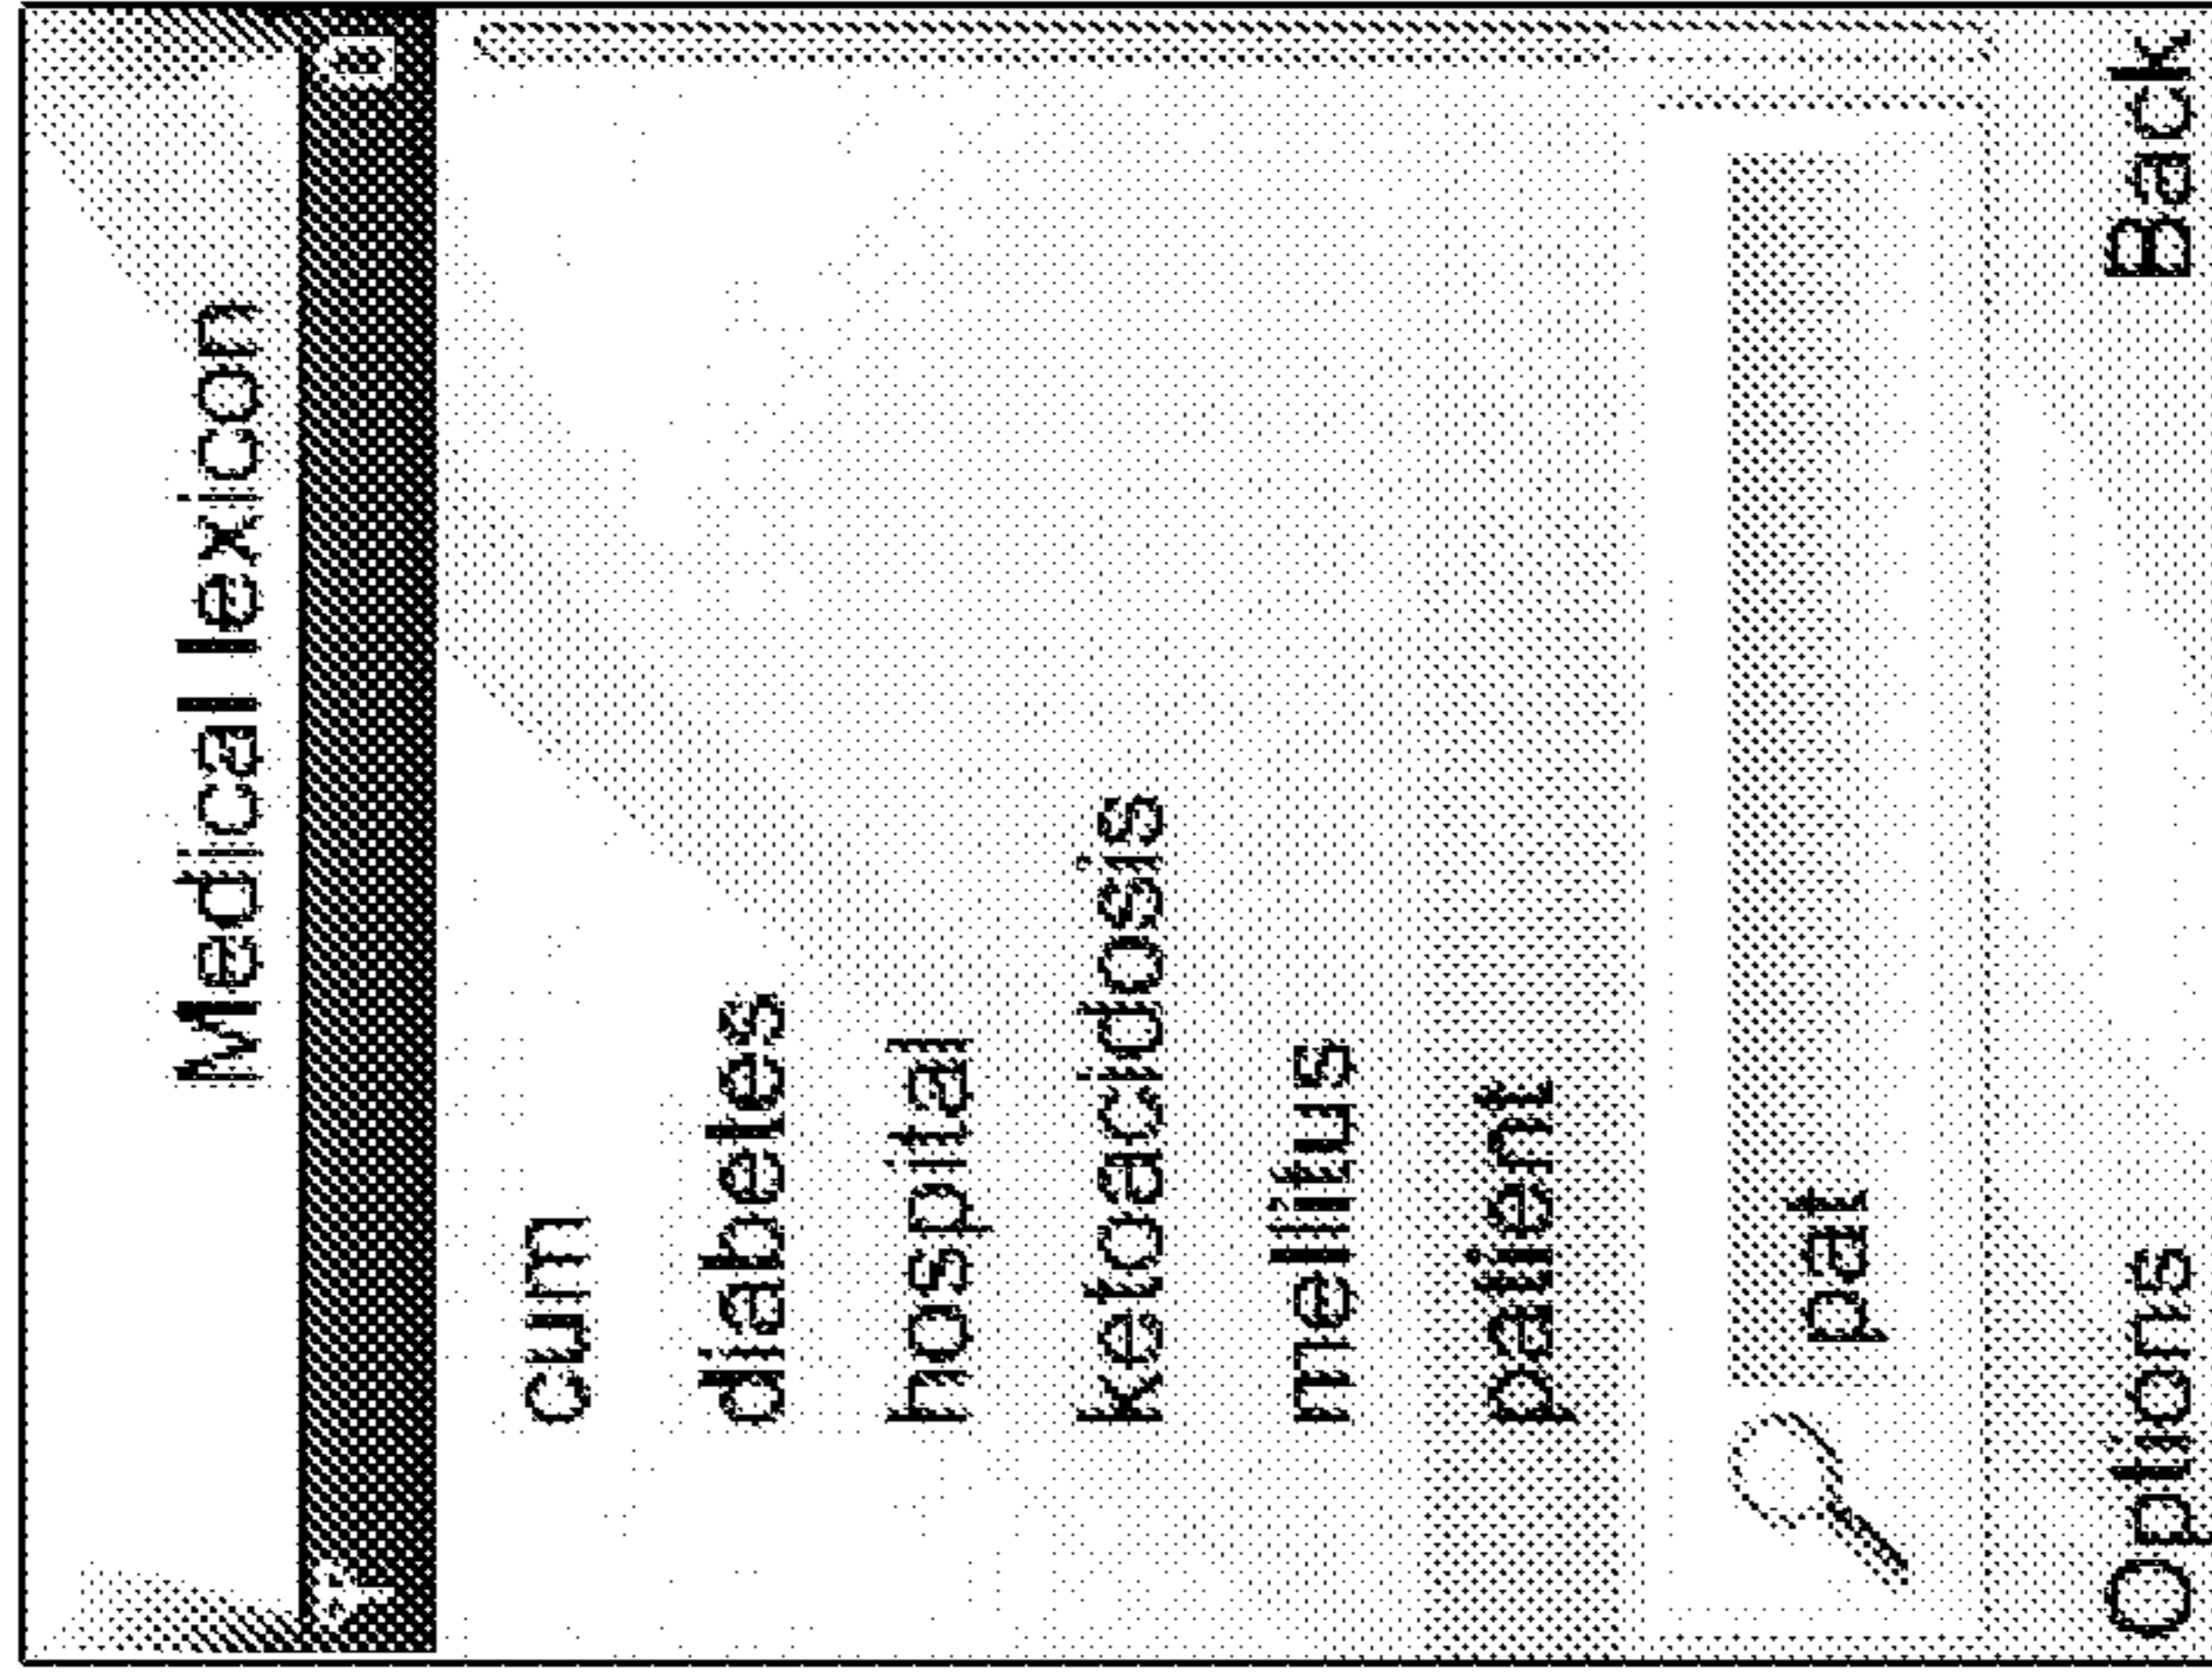 Medical lexicon
cum
diabetes
hospital
ketoacidosis
mellitus
patient
pat
Options Back